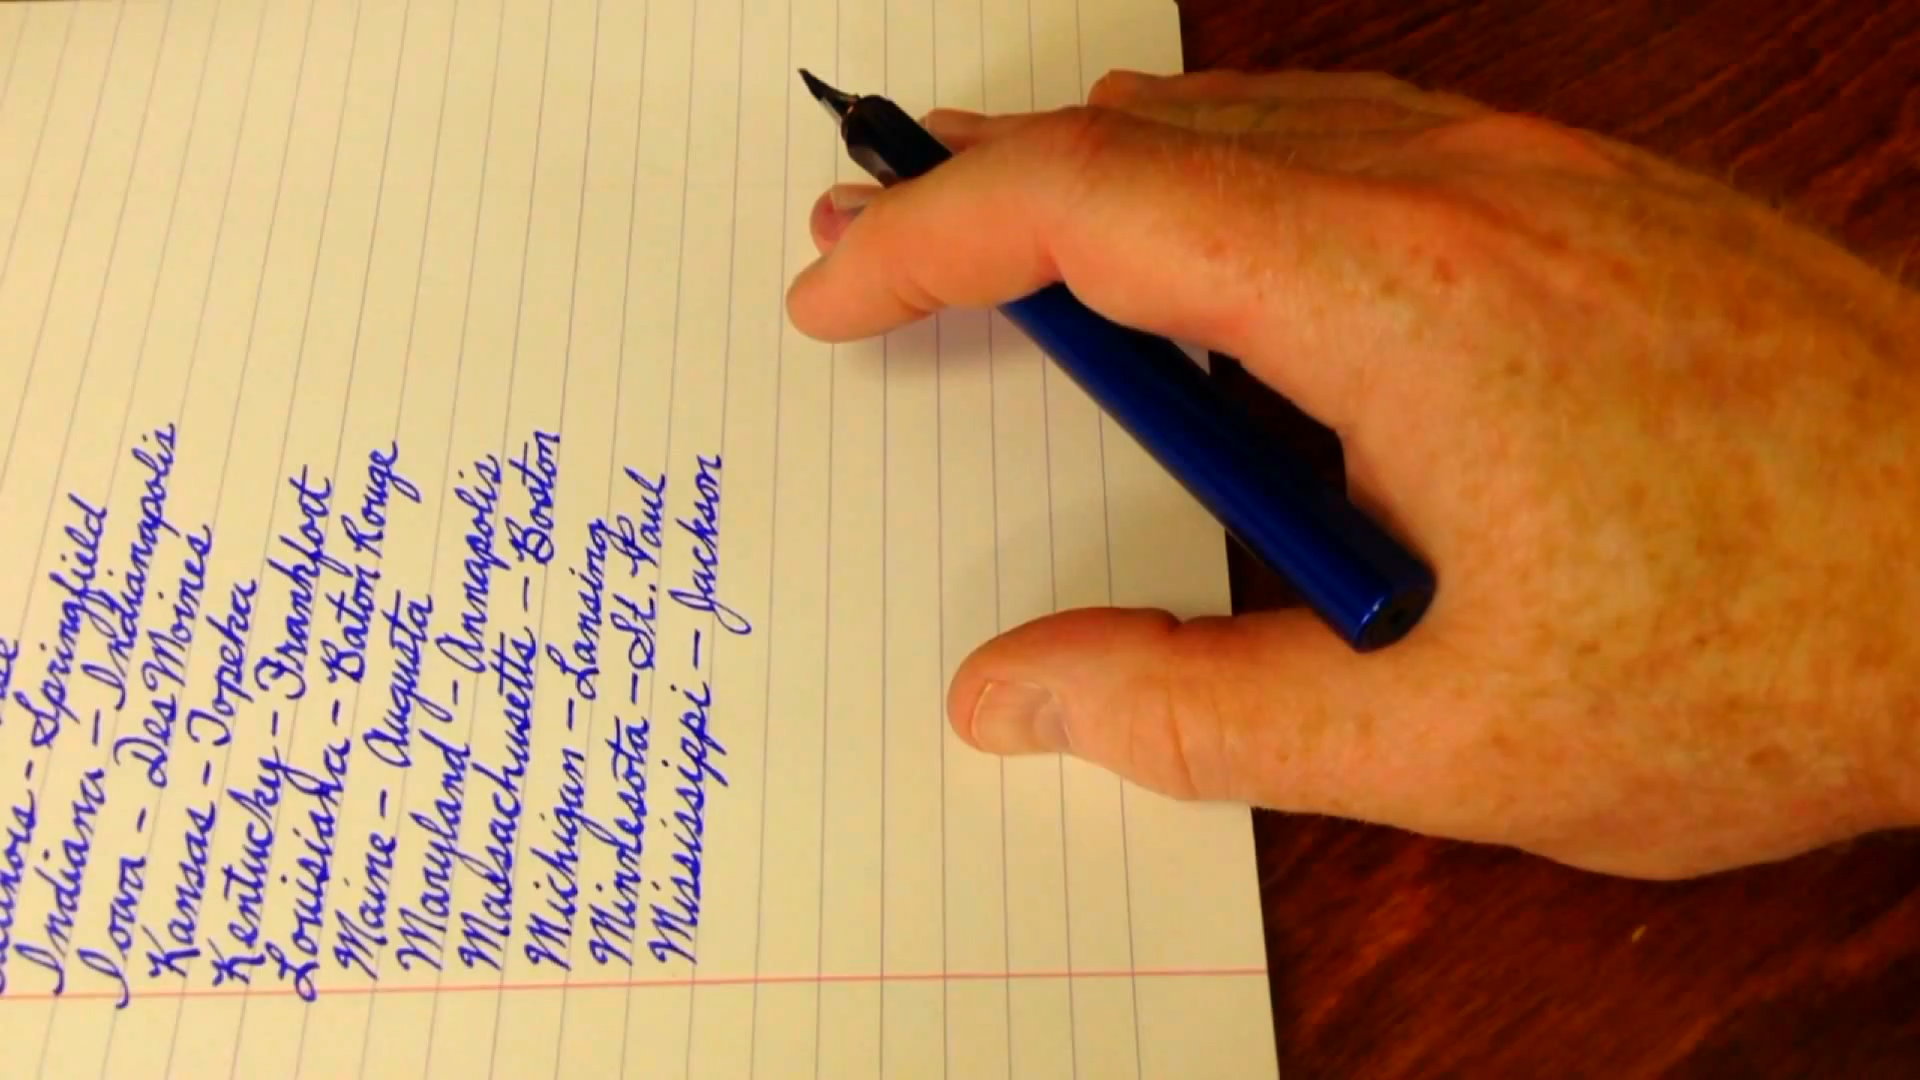 - Springfield
Indiana - Indianapolis
Iowa - Des Moines
Kansas - Topeka
Kentucky - Frankfort
Louisiana - Baton Rouge
Maine - Augusta
Maryland - Annapolis
Massachusetts - Boston
Michigan - Lansing
Minnesota - St. Paul
Mississippi - Jackson